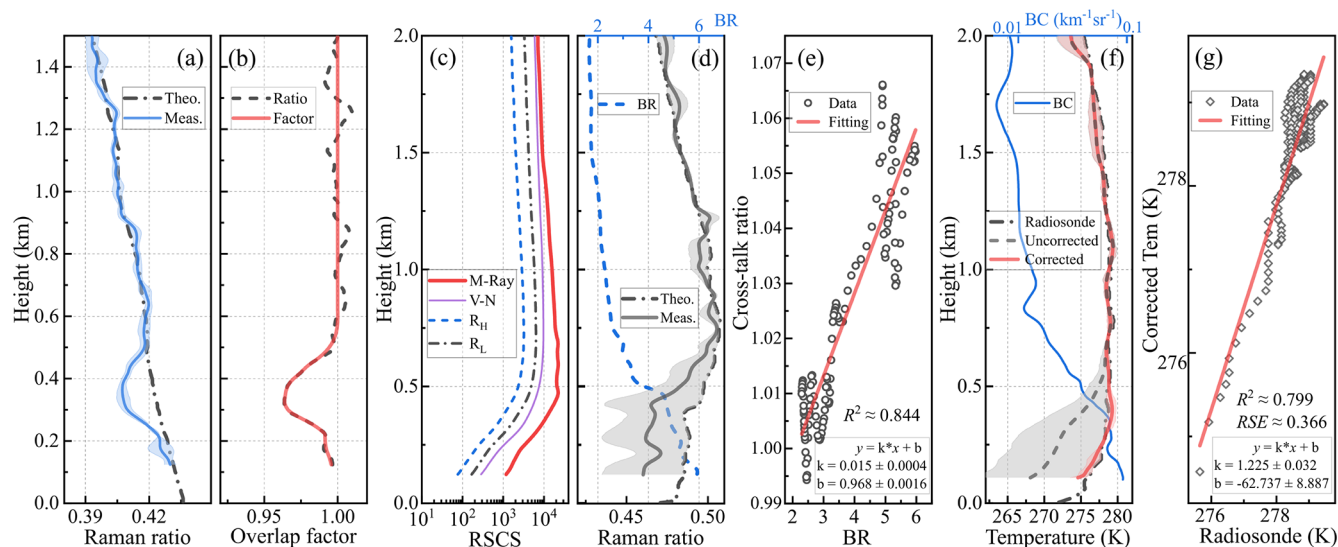 (a)
Theo.
Meas.
1.4
1.2
1.0
0.8
0.6
0.4
0.2
0.0
Height (km)
0.39
0.42
Raman ratio
(b)
Ratio
Factor
0.95
1.00
Overlap factor
(c)
2.0
1.5
1.0
0.5
0.0
Height (km)
M-Ray
V-N
R_H
R_L
10^1
10^2
10^3
10^4
RSCS
2
4
6
BR
(d)
BR
Theo.
Meas.
0.45
0.50
Raman ratio
(e)
1.07
1.06
1.05
1.04
1.03
1.02
1.01
1.00
0.99
Cross-talk ratio
Data
Fitting
R² ≈ 0.844
y = k*x + b
k = 0.015 ± 0.0004
b = 0.968 ± 0.0016
2
3
4
5
6
BR
BC (km⁻¹sr⁻¹)
0.01
0.1
(f)
2.0
1.5
1.0
0.5
0.0
Height (km)
BC
Radiosonde
Uncorrected
Corrected
265
270
275
280
Temperature (K)
(g)
Data
Fitting
278
276
Corrected Tem (K)
R² ≈ 0.799
RSE ≈ 0.366
y = k*x + b
k = 1.225 ± 0.032
b = -62.737 ± 8.887
276
278
Radiosonde (K)